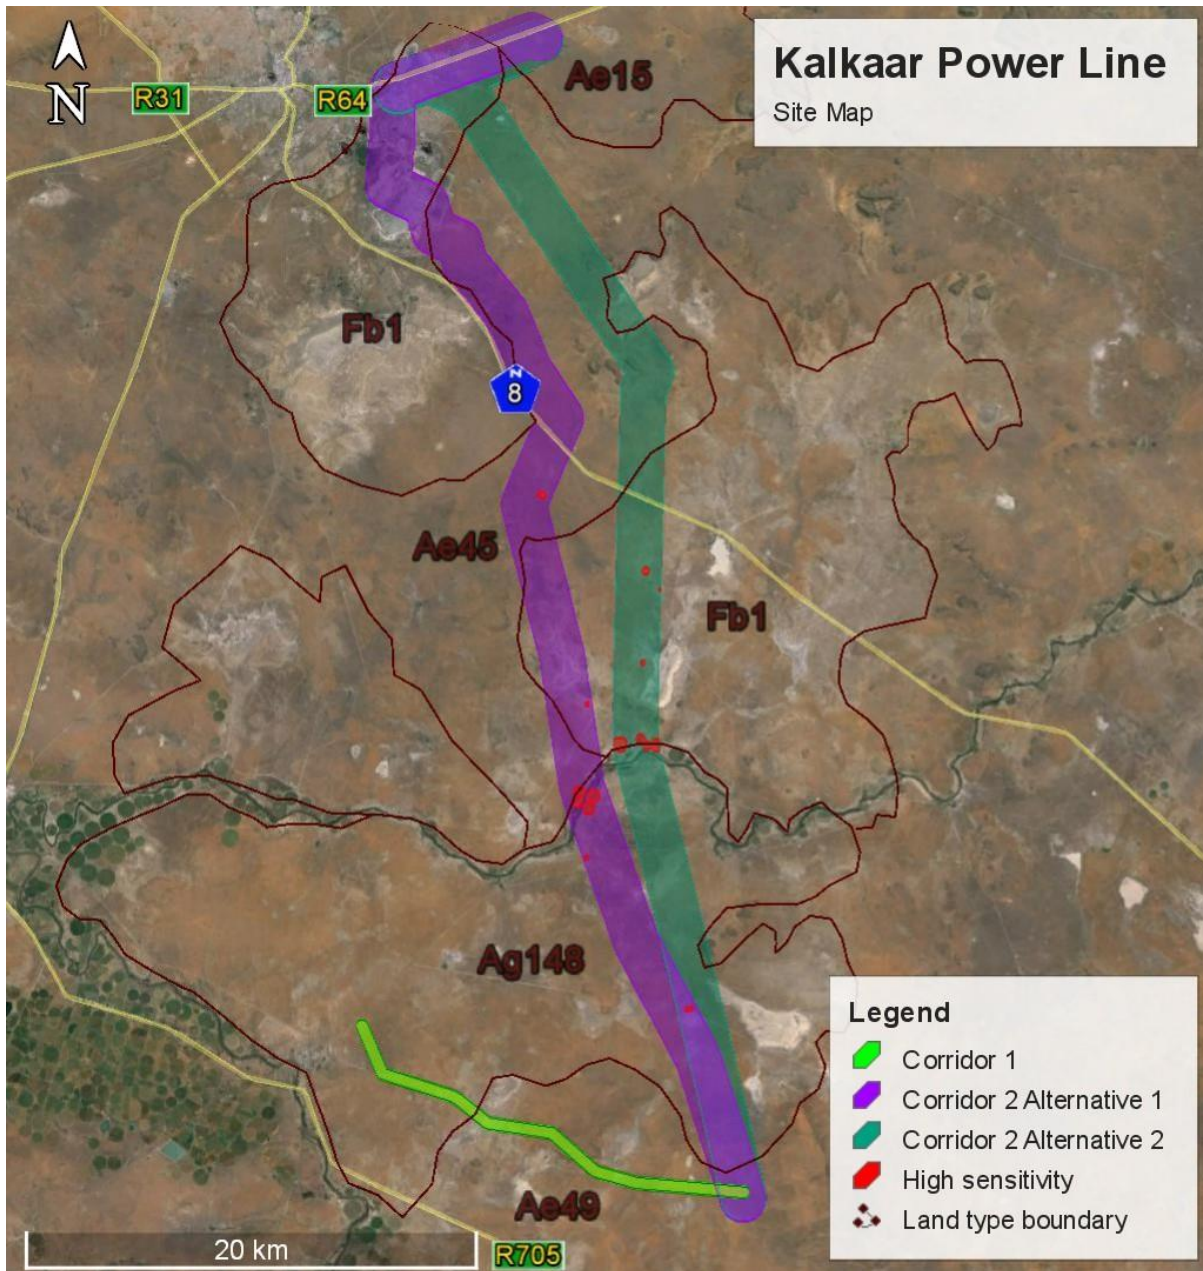 Kalkaar Power Line
Site Map
N
R31
R64
Ae15
Fb1
N
8
Ae45
Fb1
Ag148
Ae49
20 km
R705
Legend
Corridor 1
Corridor 2 Alternative 1
Corridor 2 Alternative 2
High sensitivity
Land type boundary